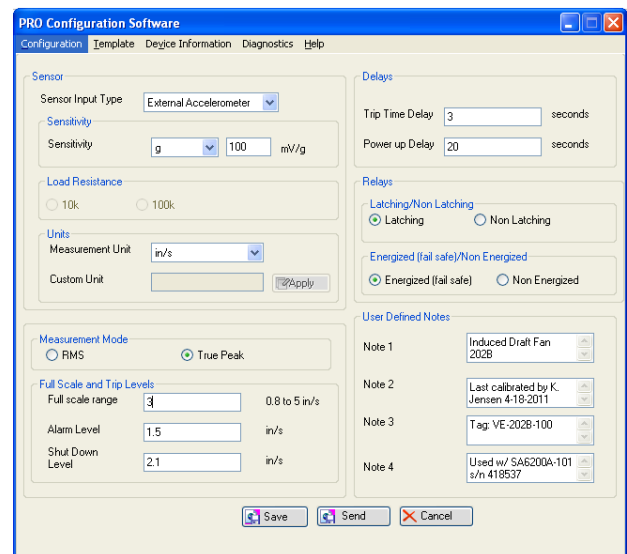 PRO Configuration Software
Configuration Template Device Information Diagnostics Help
Sensor
Sensor Input Type External Accelerometer
Sensitivity
Sensitivity g 100 mV/g
Load Resistance
10k 100k
Units
Measurement Unit in/s
Custom Unit Apply
Measurement Mode
RMS True Peak
Full Scale and Trip Levels
Full scale range 3 0.8 to 5 in/s
Alarm Level 1.5 in/s
Shut Down
Level 2.1 in/s
Delays
Trip Time Delay 3 seconds
Power up Delay 20 seconds
Relays
Latching/Non Latching
Latching Non Latching
Energized (fail safe)/Non Energized
Energized (fail safe) Non Energized
User Defined Notes
Note 1 Induced Draft Fan
202B
Note 2 Last calibrated by K.
Jensen 4-18-2011
Note 3 Tag: VE-202B-100
Note 4 Used w/ SA6200A-101
s/n 418537
Save Send Cancel